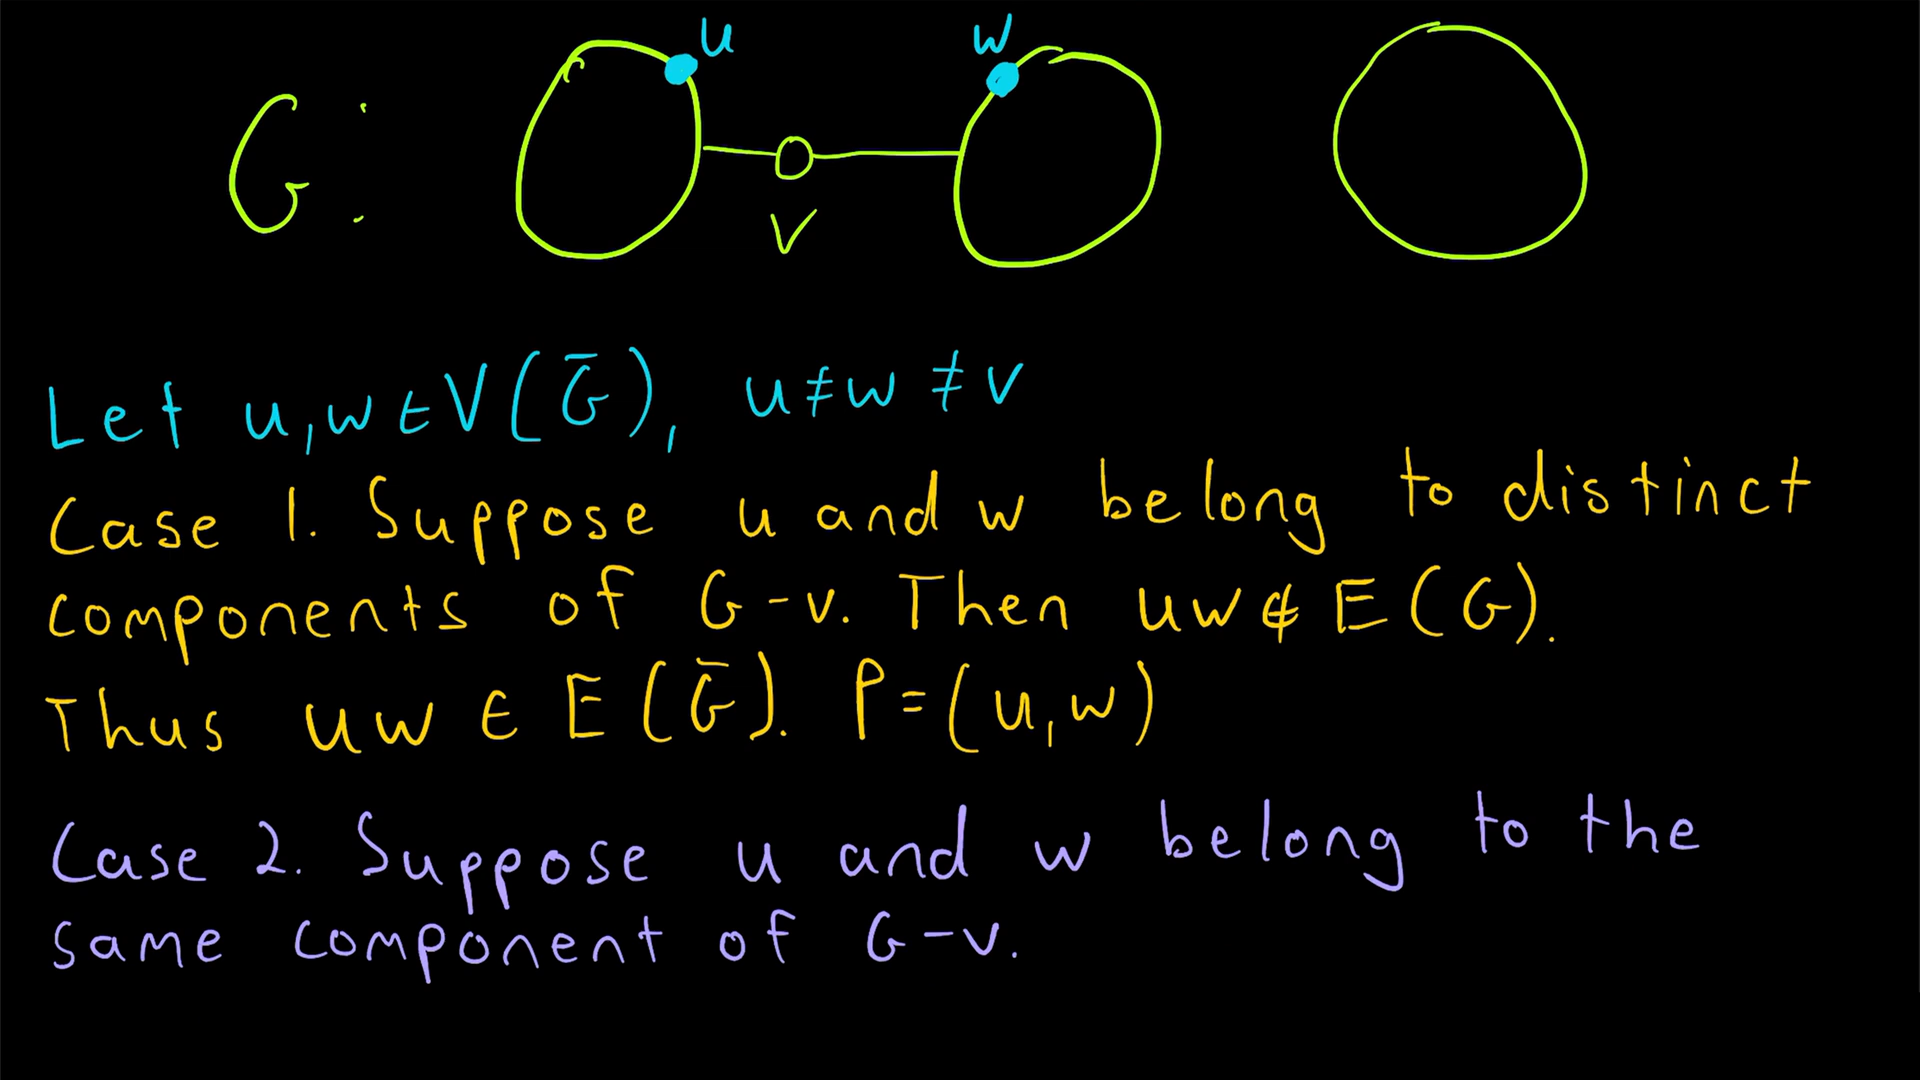 u w
G:
v
Let u,w ∈ V(Ḡ), u ≠ w ≠ v
Case 1. Suppose u and w belong to distinct
components of G-v. Then uw ∉ E(G).
Thus uw ∈ E(Ḡ). P=(u,w)
Case 2. Suppose u and w belong to the
same component of G-v.